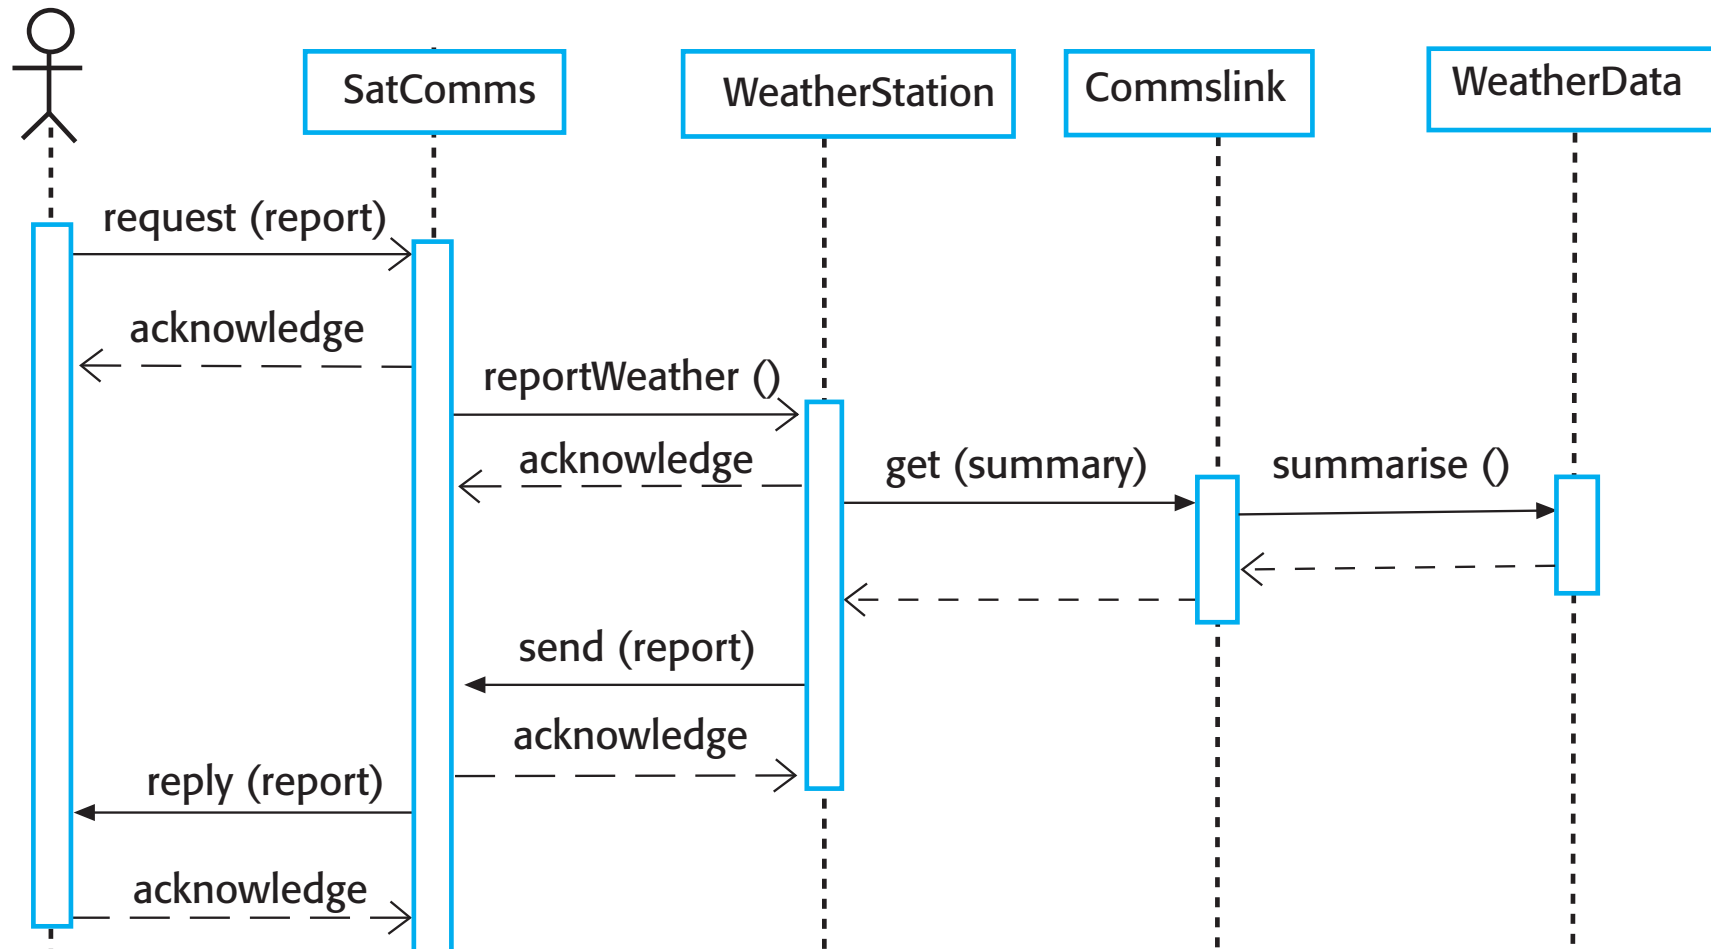 SatComms
WeatherStation
Commslink
WeatherData
request (report)
acknowledge
reportWeather ()
acknowledge
get (summary)
summarise ()
send (report)
acknowledge
reply (report)
acknowledge